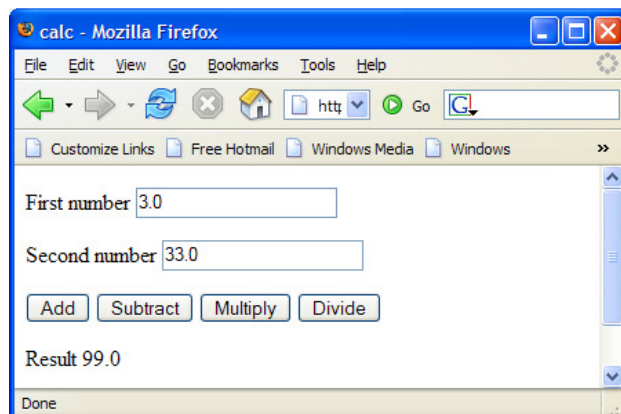 calc - Mozilla Firefox
File Edit View Go Bookmarks Tools Help
http Go G
Customize Links Free Hotmail Windows Media Windows »
First number 3.0
Second number 33.0
Add Subtract Multiply Divide
Result 99.0
Done